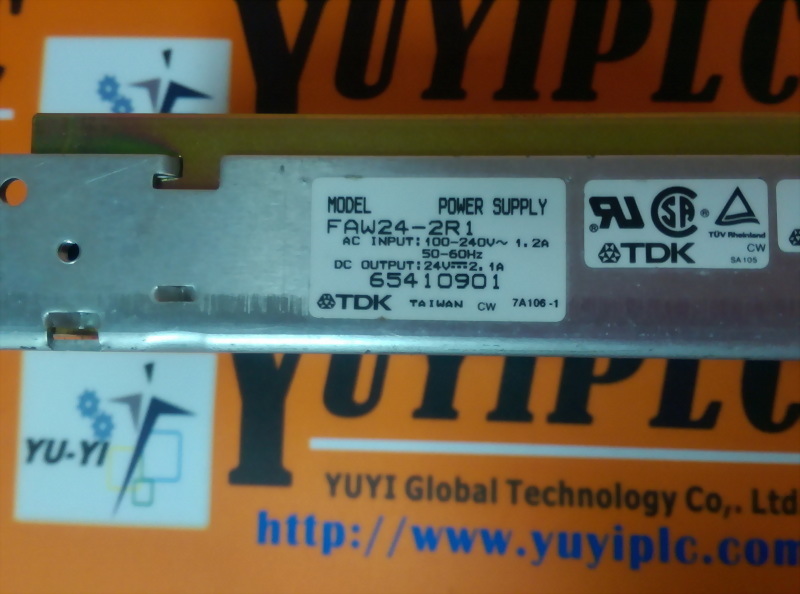 YUYIPLC
MODEL POWER SUPPLY
FAW24-2R1
AC INPUT:100-240V~ 1.2A
50-60Hz
DC OUTPUT:24V⎓2.1A
65410901
TDK TAIWAN CW 7A106-1
RU ® SA ® TÜV Rheinland
TDK CW
SA105
YUYIPLC
YU-YI
YUYI Global Technology Co,. Ltd
http://www.yuyiplc.com